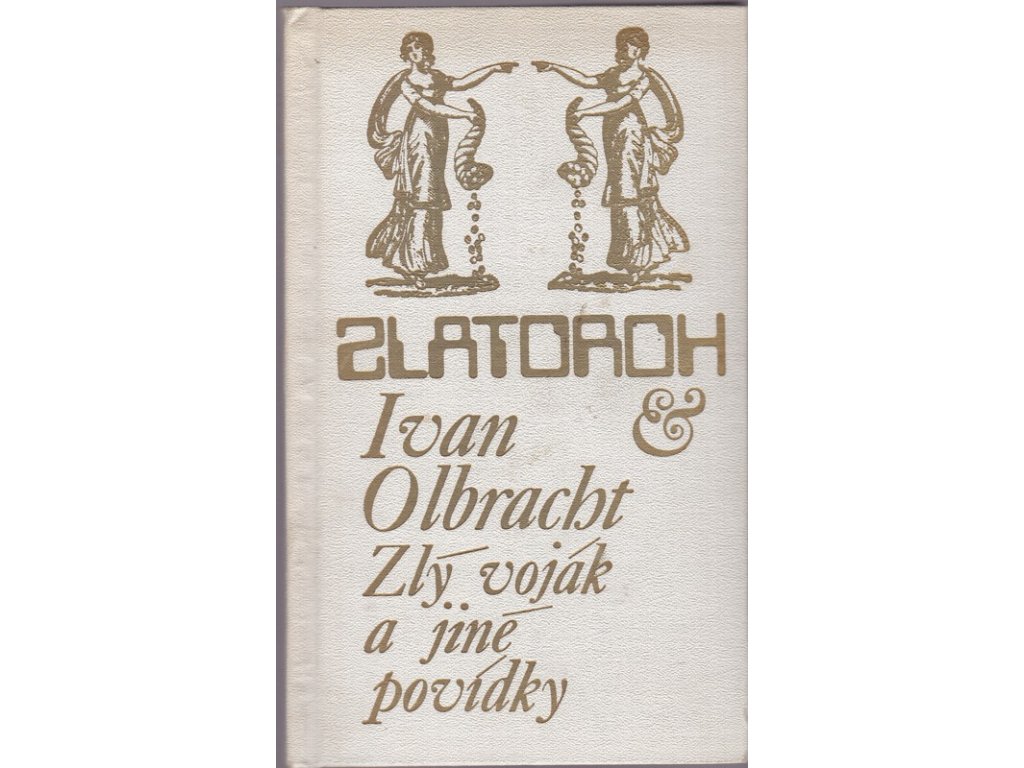 ZLATOROH
Ivan &
Olbracht
Zlý voják
a jiné
povídky